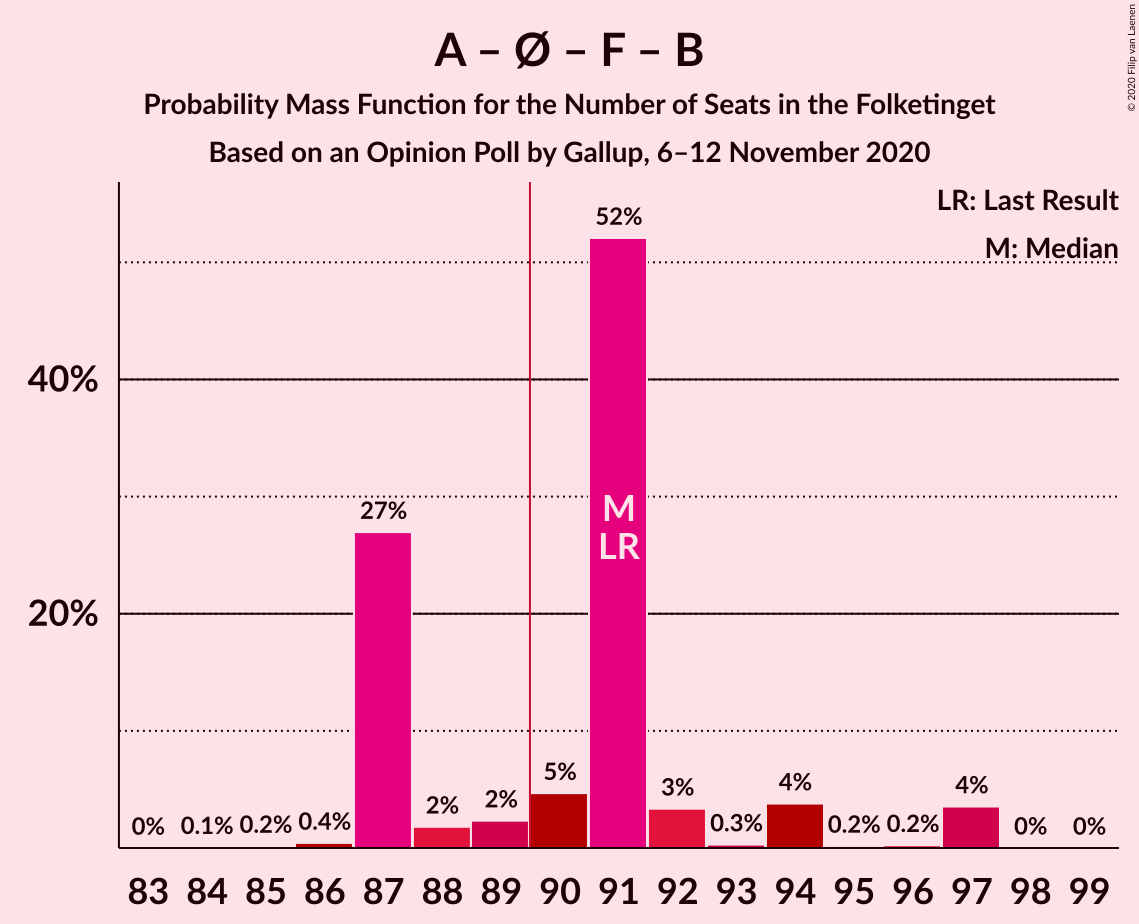 A – Ø – F – B
Probability Mass Function for the Number of Seats in the Folketinget
Based on an Opinion Poll by Gallup, 6–12 November 2020
© 2020 Filip van Laenen
LR: Last Result
M: Median
52%
40%
27%
M
LR
20%
0% 0.1% 0.2% 0.4% 2% 2% 5% 3% 0.3% 4% 0.2% 0.2% 4% 0% 0%
83 84 85 86 87 88 89 90 91 92 93 94 95 96 97 98 99